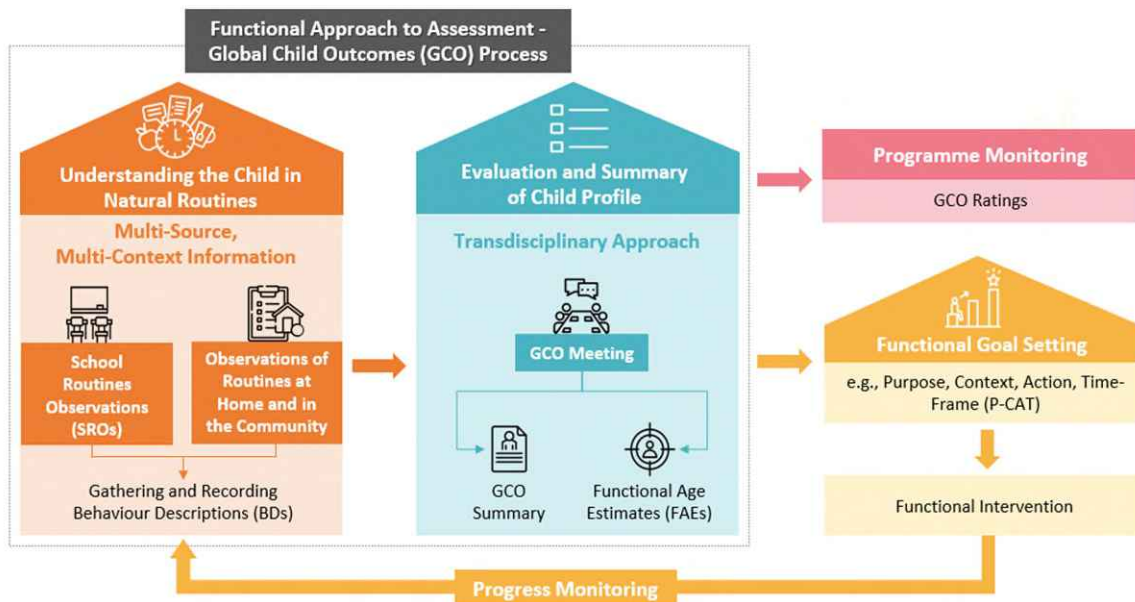 Functional Approach to Assessment -
Global Child Outcomes (GCO) Process
Understanding the Child in
Natural Routines
Multi-Source,
Multi-Context Information
School
Routines
Observations
(SROs)
Observations of
Routines at
Home and in
the Community
Gathering and Recording
Behaviour Descriptions (BDs)
Evaluation and Summary
of Child Profile
Transdisciplinary Approach
GCO Meeting
GCO
Summary
Functional Age
Estimates (FAEs)
Programme Monitoring
GCO Ratings
Functional Goal Setting
e.g., Purpose, Context, Action, Time-
Frame (P-CAT)
Functional Intervention
Progress Monitoring